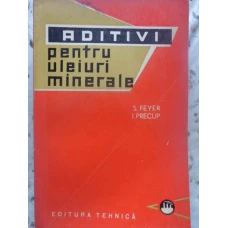 ADITIVI
pentru
uleiuri
minerale
S. FEYER
I. PRECUP
EDITURA TEHNICĂ